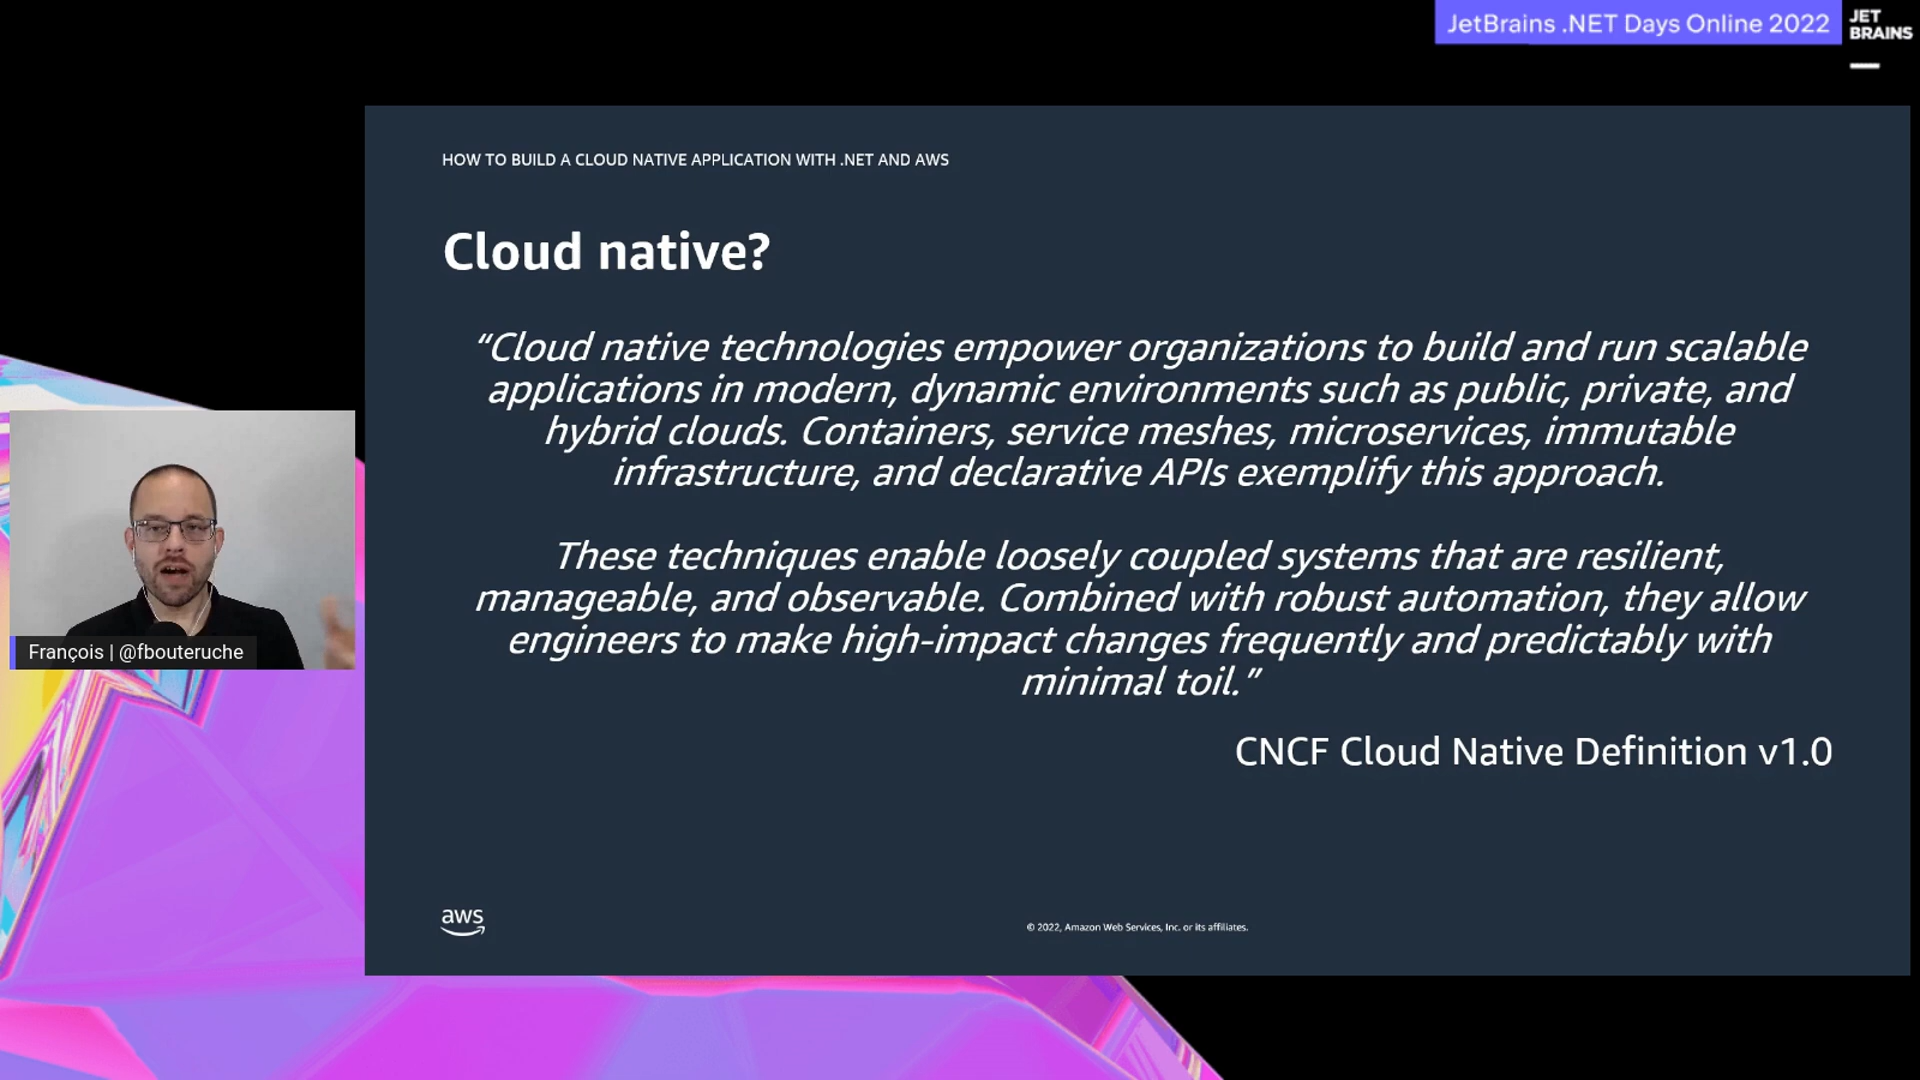 JetBrains .NET Days Online 2022
JET
BRAINS
HOW TO BUILD A CLOUD NATIVE APPLICATION WITH .NET AND AWS
Cloud native?
“Cloud native technologies empower organizations to build and run scalable
applications in modern, dynamic environments such as public, private, and
hybrid clouds. Containers, service meshes, microservices, immutable
infrastructure, and declarative APIs exemplify this approach.
These techniques enable loosely coupled systems that are resilient,
manageable, and observable. Combined with robust automation, they allow
engineers to make high-impact changes frequently and predictably with
minimal toil.”
CNCF Cloud Native Definition v1.0
François | @fbouteruche
aws
© 2022, Amazon Web Services, Inc. or its affiliates.